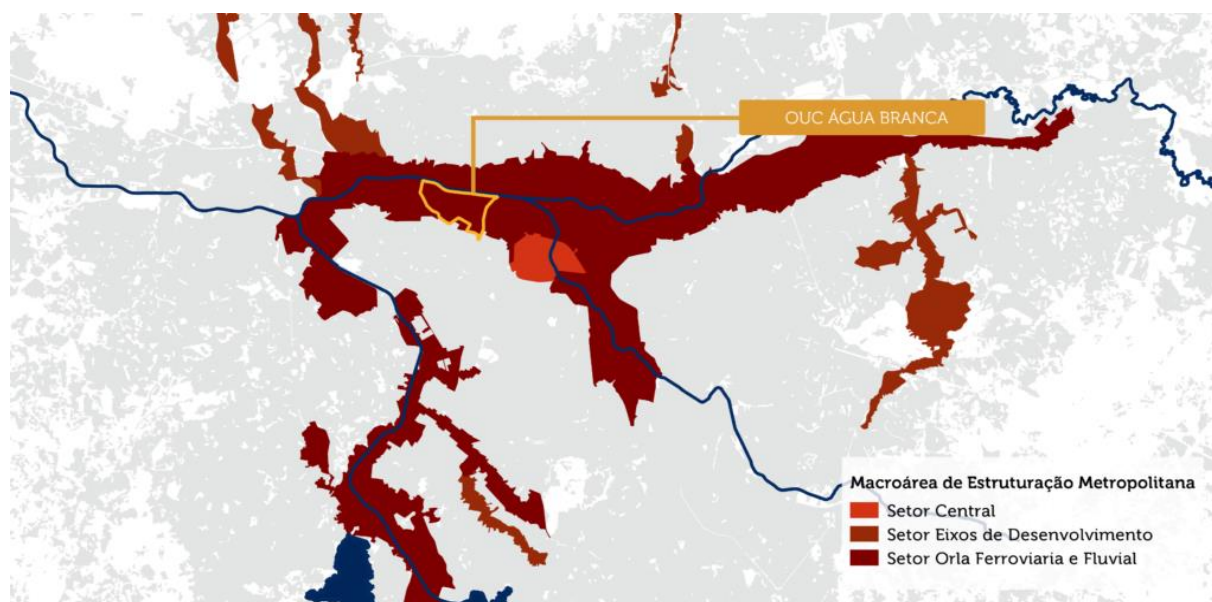 OUC ÁGUA BRANCA
Macroárea de Estruturação Metropolitana
Setor Central
Setor Eixos de Desenvolvimento
Setor Orla Ferroviaria e Fluvial